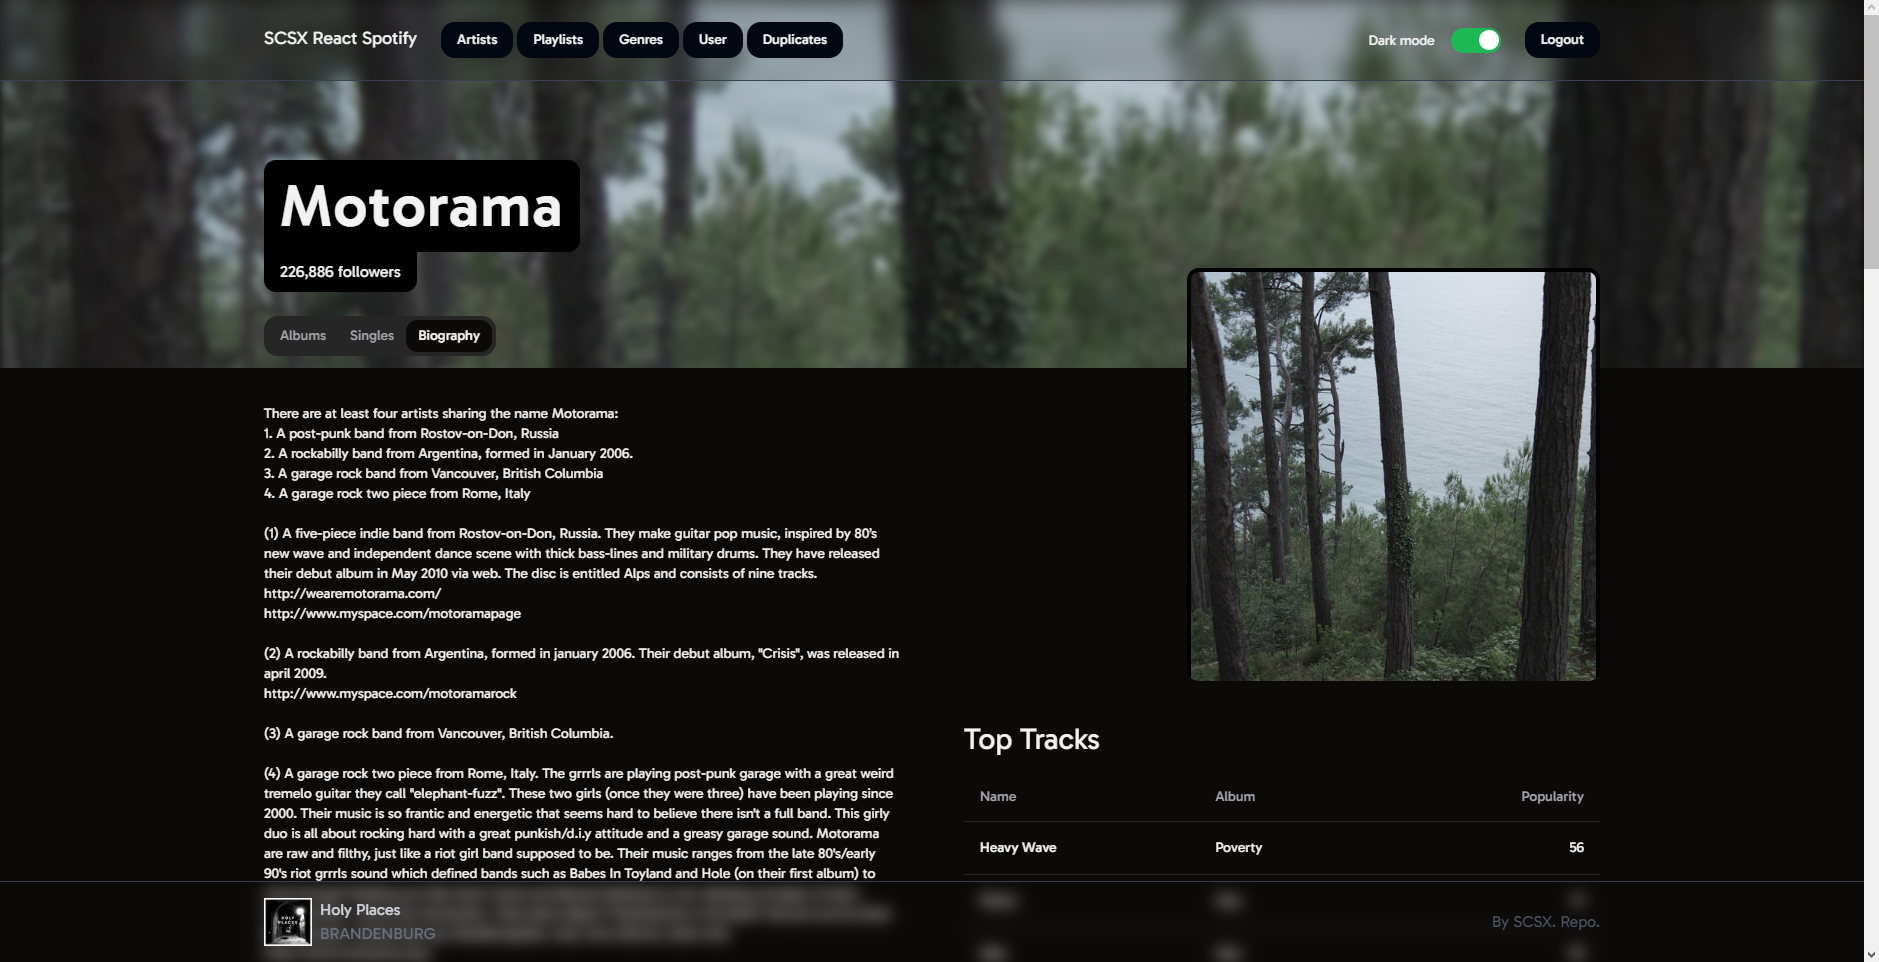 SCSX React Spotify
Artists
Playlists
Genres
User
Duplicates
Dark mode
Logout
Motorama
226,886 followers
Albums
Singles
Biography
There are at least four artists sharing the name Motorama:
1. A post-punk band from Rostov-on-Don, Russia
2. A rockabilly band from Argentina, formed in January 2006.
3. A garage rock band from Vancouver, British Columbia
4. A garage rock two piece from Rome, Italy
(1) A five-piece indie band from Rostov-on-Don, Russia. They make guitar pop music, inspired by 80's
new wave and independent dance scene with thick bass-lines and military drums. They have released
their debut album in May 2010 via web. The disc is entitled Alps and consists of nine tracks.
http://wearemotorama.com/
http://www.myspace.com/motoramapage
(2) A rockabilly band from Argentina, formed in january 2006. Their debut album, "Crisis", was released in
april 2009.
http://www.myspace.com/motoramarock
(3) A garage rock band from Vancouver, British Columbia.
(4) A garage rock two piece from Rome, Italy. The grrrls are playing post-punk garage with a great weird
tremelo guitar they call "elephant-fuzz". These two girls (once they were three) have been playing since
2000. Their music is so frantic and energetic that seems hard to believe there isn't a full band. This girly
duo is all about rocking hard with a great punkish/d.i.y attitude and a greasy garage sound. Motorama
are raw and filthy, just like a riot girl band supposed to be. Their music ranges from the late 80's/early
90's riot grrrls sound which defined bands such as Babes In Toyland and Hole (on their first album) to
Top Tracks
Name Album Popularity
Heavy Wave Poverty 56
HOLY
PLACES
Holy Places
BRANDENBURG
By SCSX. Repo.